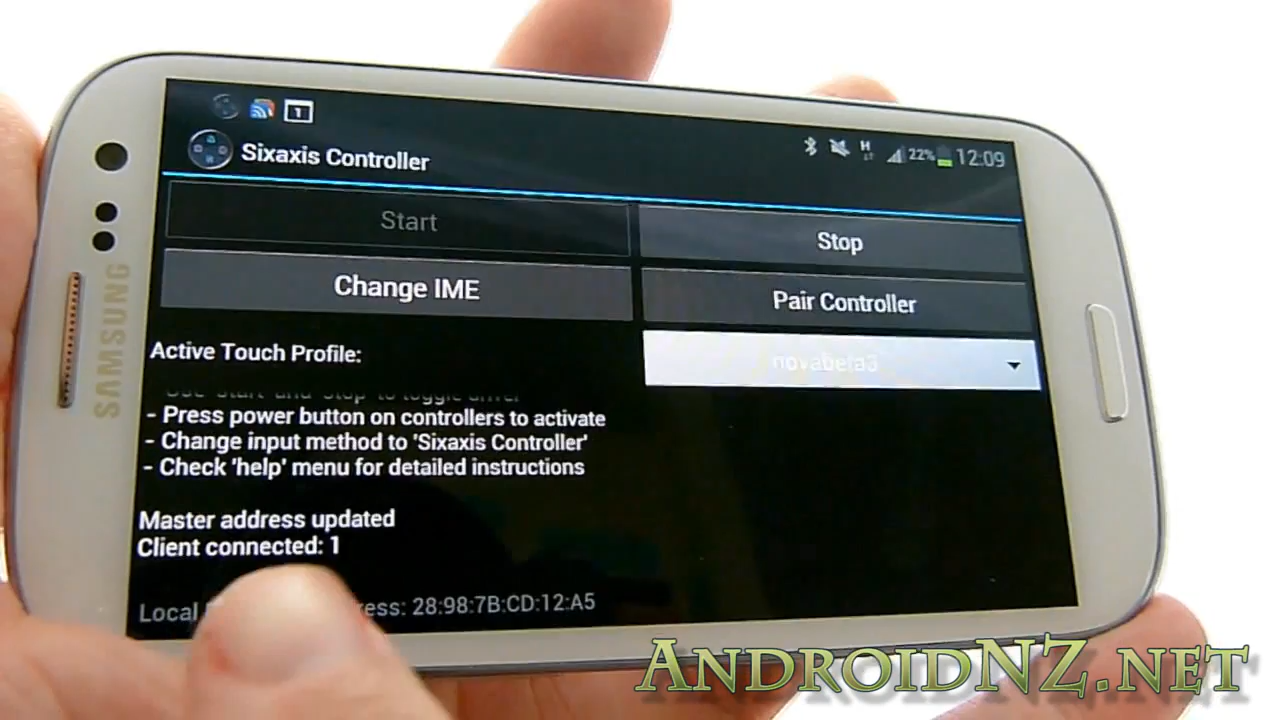 1
Sixaxis Controller
H
22%
12:09
Start
Stop
Change IME
Pair Controller
Active Touch Profile:
novabeta3
- Press power button on controllers to activate
- Change input method to 'Sixaxis Controller'
- Check 'help' menu for detailed instructions
Master address updated
Client connected: 1
Local
28:98:7B:CD:12:A5
SAMSUNG
AndroidNZ.net